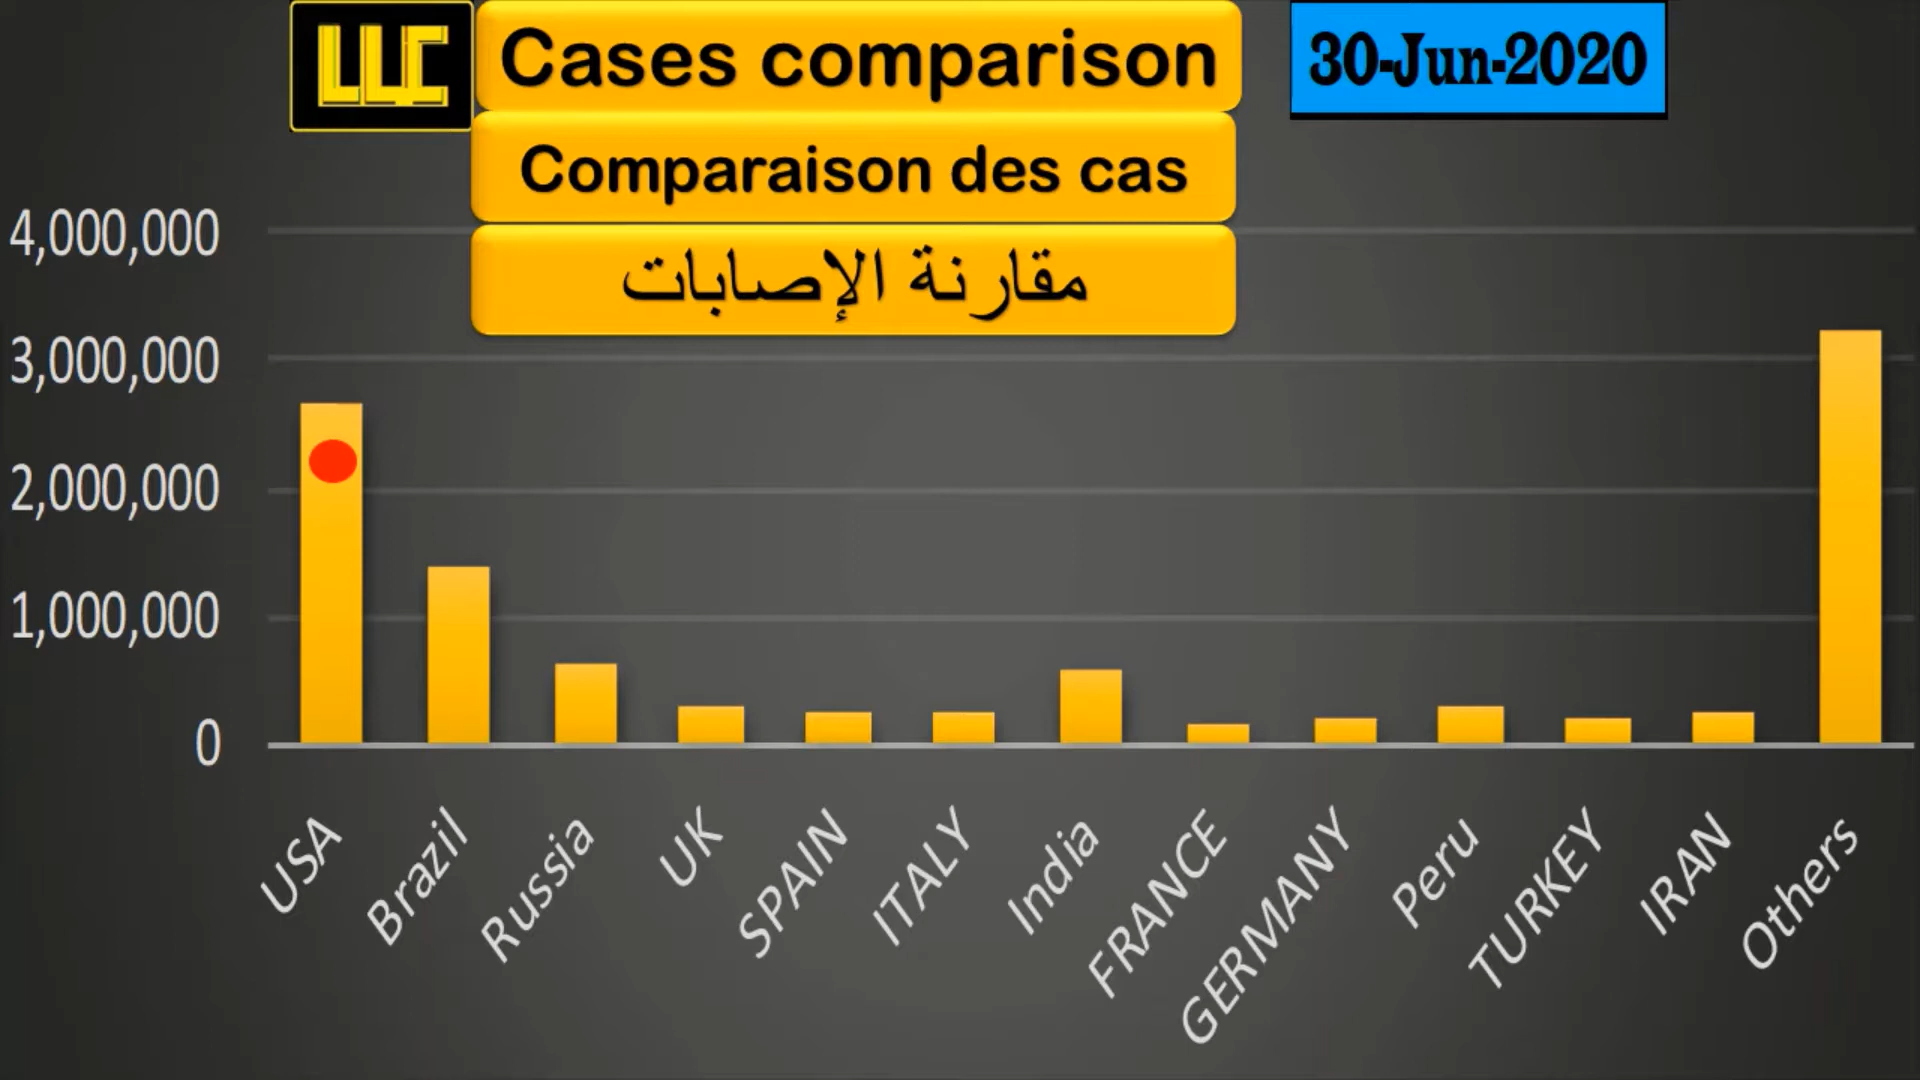 LLC
Cases comparison
30-Jun-2020
Comparaison des cas
مقارنة الإصابات
4,000,000
3,000,000
2,000,000
1,000,000
0
USA
Brazil
Russia
UK
SPAIN
ITALY
India
FRANCE
GERMANY
Peru
TURKEY
IRAN
Others